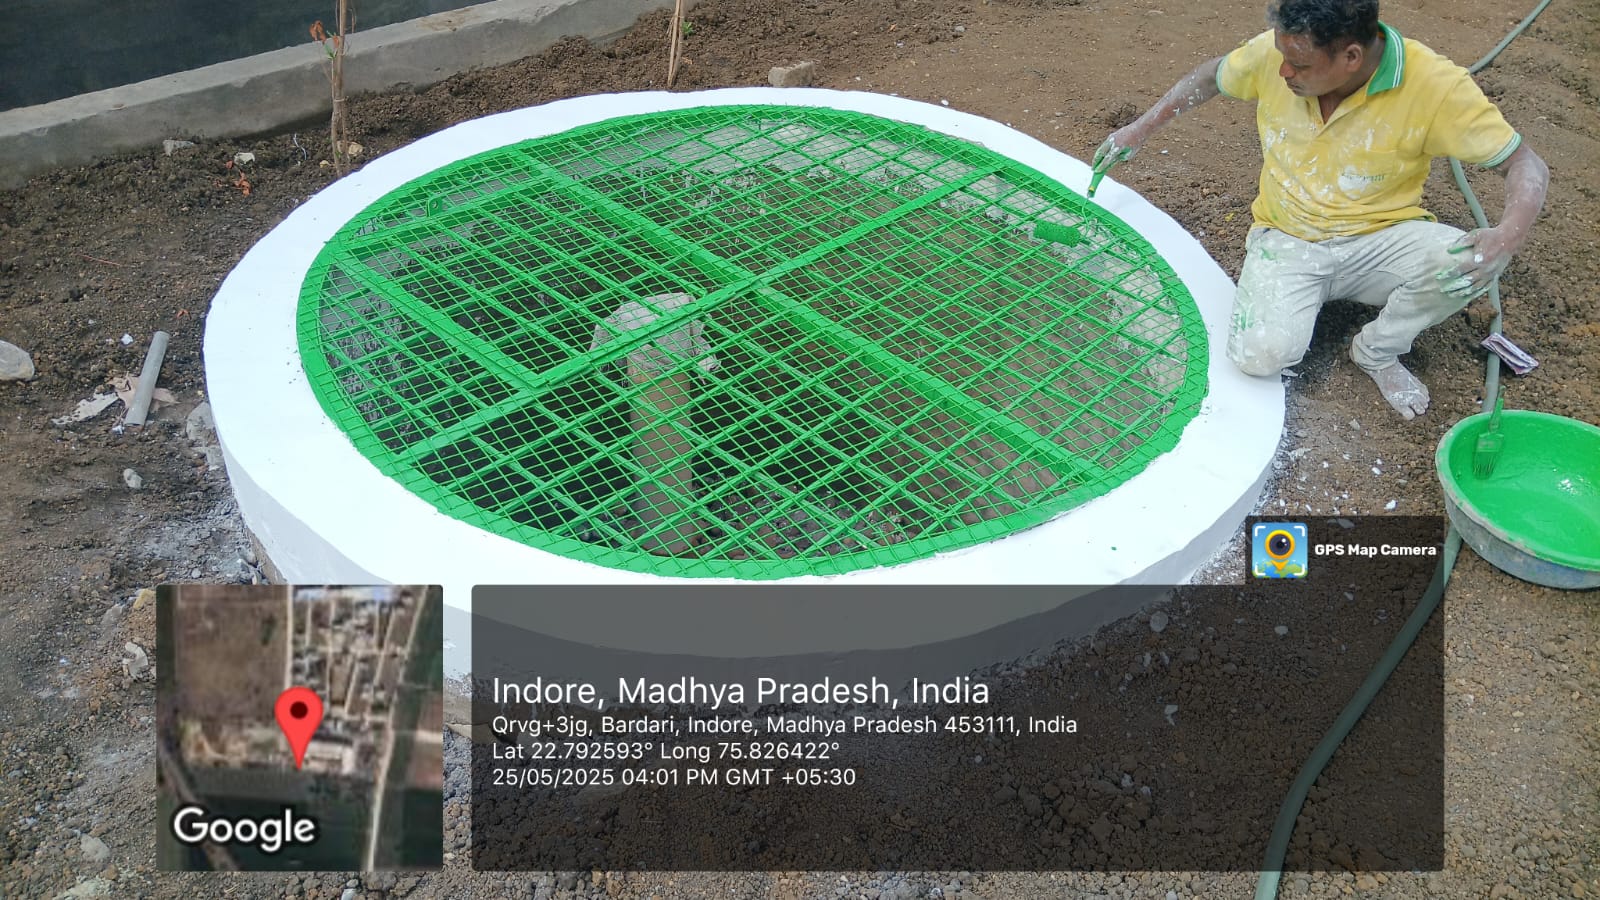 GPS Map Camera
Indore, Madhya Pradesh, India
Qrvg+3jg, Bardari, Indore, Madhya Pradesh 453111, India
Lat 22.792593° Long 75.826422°
25/05/2025 04:01 PM GMT +05:30
Google